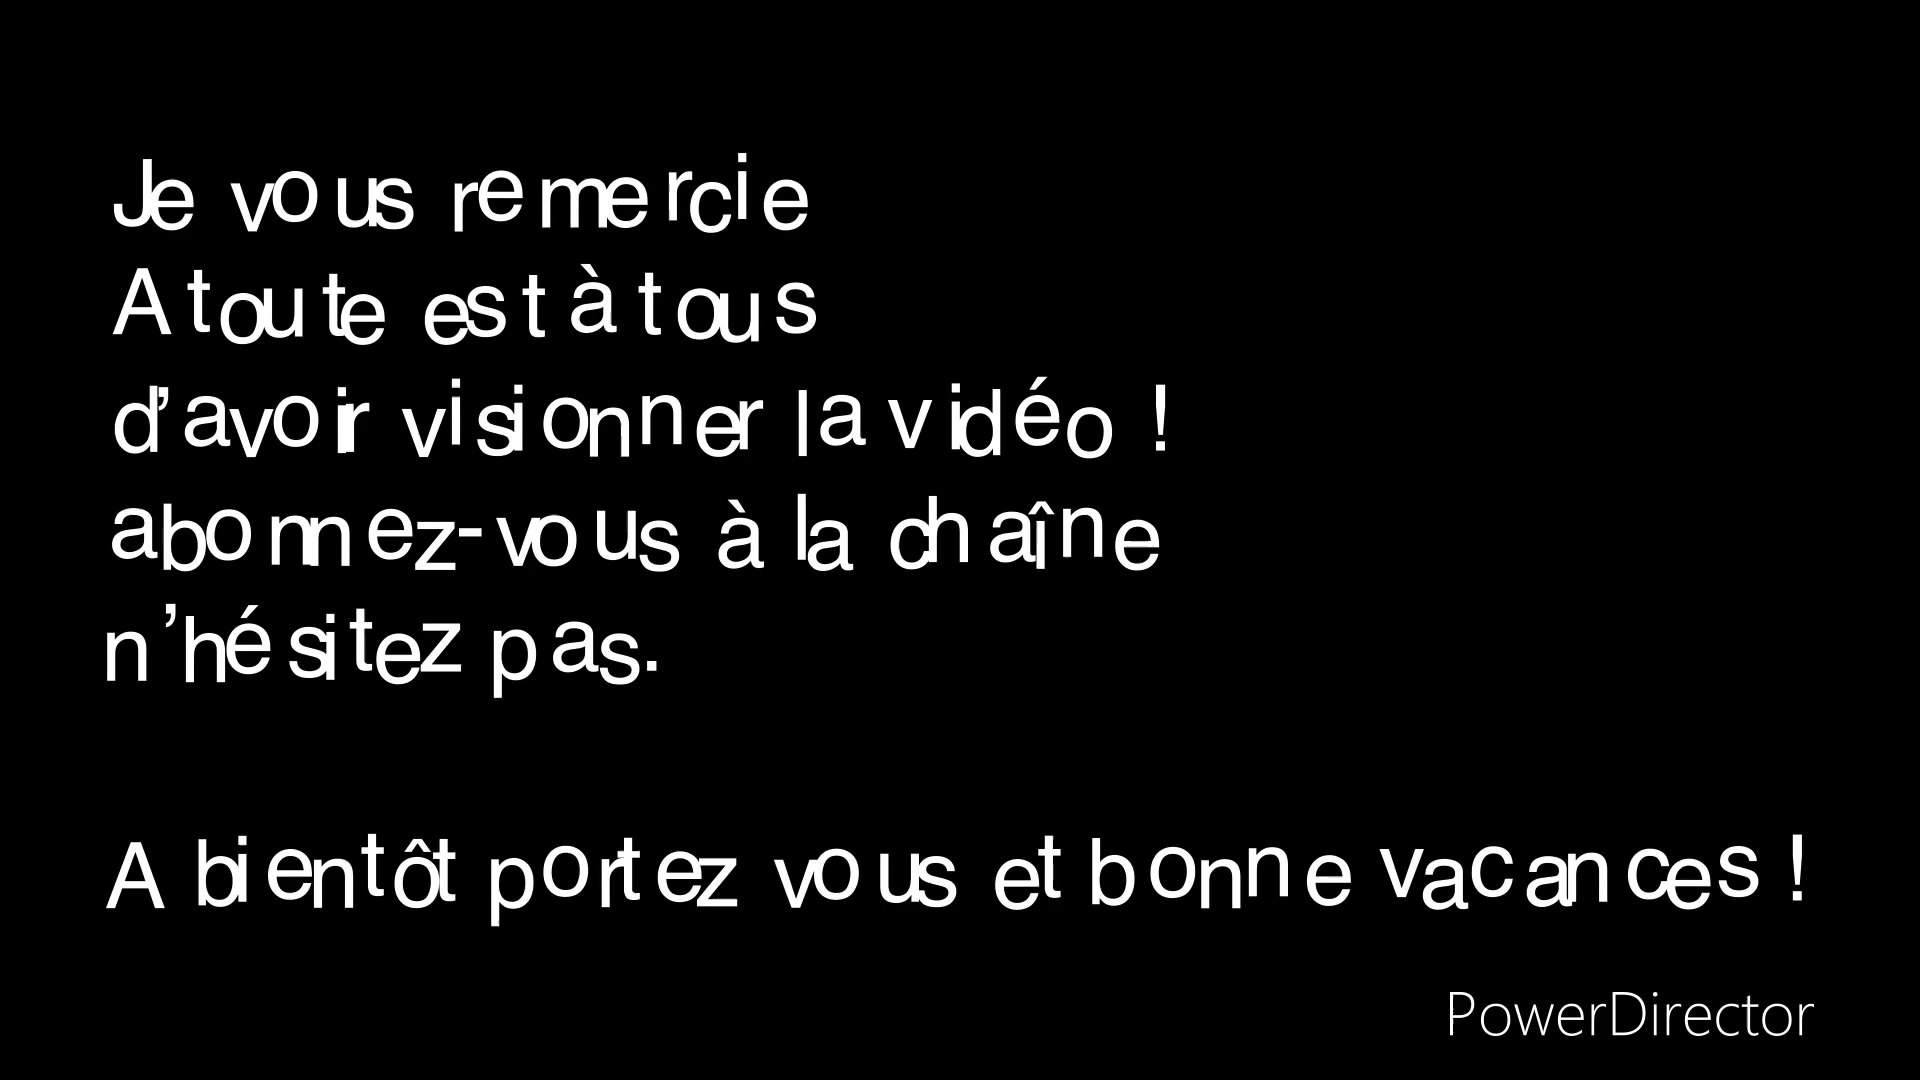 Je vous remercie
A toute est à tous
d'avoir visionner la vidéo !
abonnez-vous à la chaîne
n'hésitez pas.
A bientôt portez vous et bonne vacances !
PowerDirector